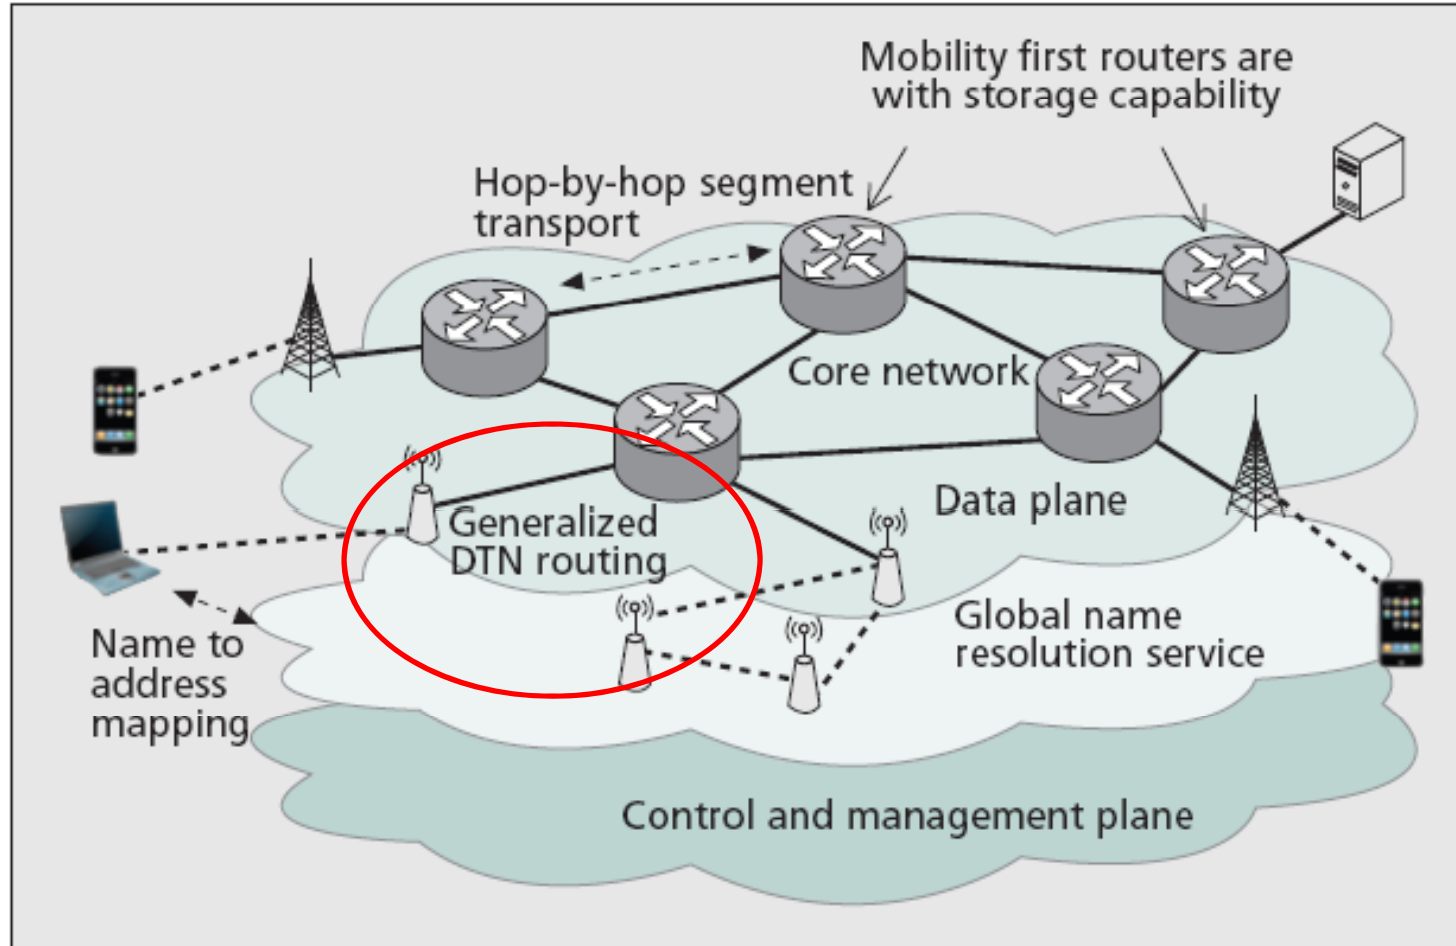 Mobility first routers are
with storage capability
Hop-by-hop segment
transport
Core network
Data plane
Generalized
DTN routing
Global name
resolution service
Name to
address
mapping
Control and management plane